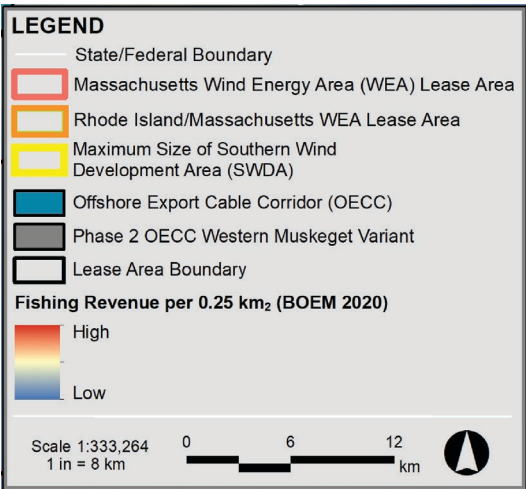 LEGEND
State/Federal Boundary
Massachusetts Wind Energy Area (WEA) Lease Area
Rhode Island/Massachusetts WEA Lease Area
Maximum Size of Southern Wind
Development Area (SWDA)
Offshore Export Cable Corridor (OECC)
Phase 2 OECC Western Muskeget Variant
Lease Area Boundary
Fishing Revenue per 0.25 km₂ (BOEM 2020)
High
Low
Scale 1:333,264
1 in = 8 km
0 6 12
km